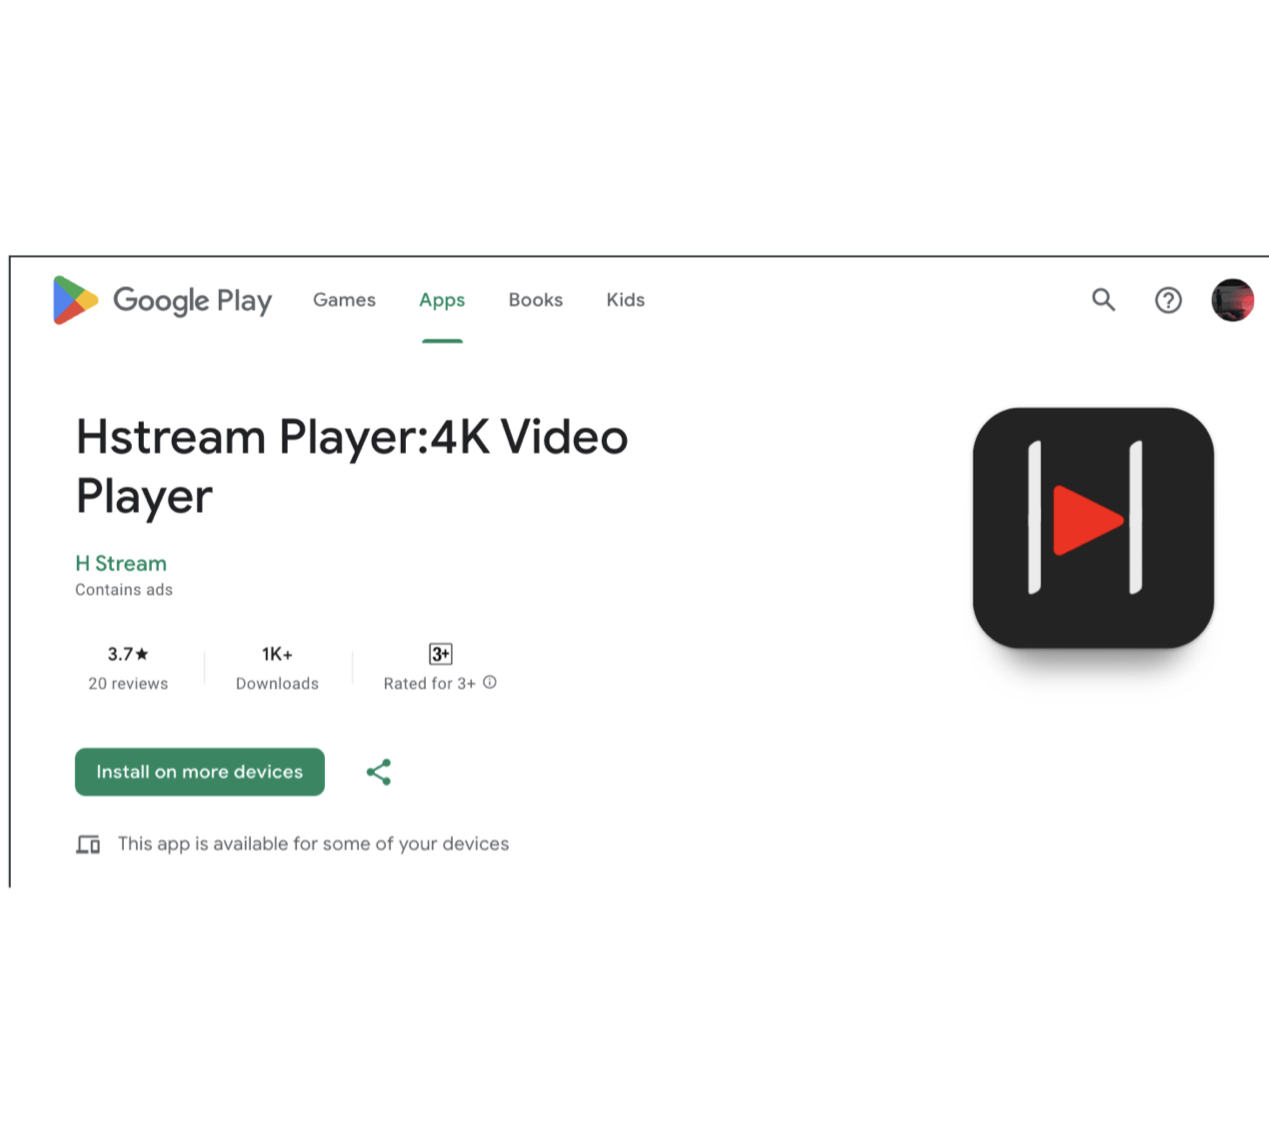 Google Play Games Apps Books Kids
Hstream Player:4K Video
Player
H Stream
Contains ads
3.7★ 1K+ 3+
20 reviews Downloads Rated for 3+
Install on more devices
This app is available for some of your devices